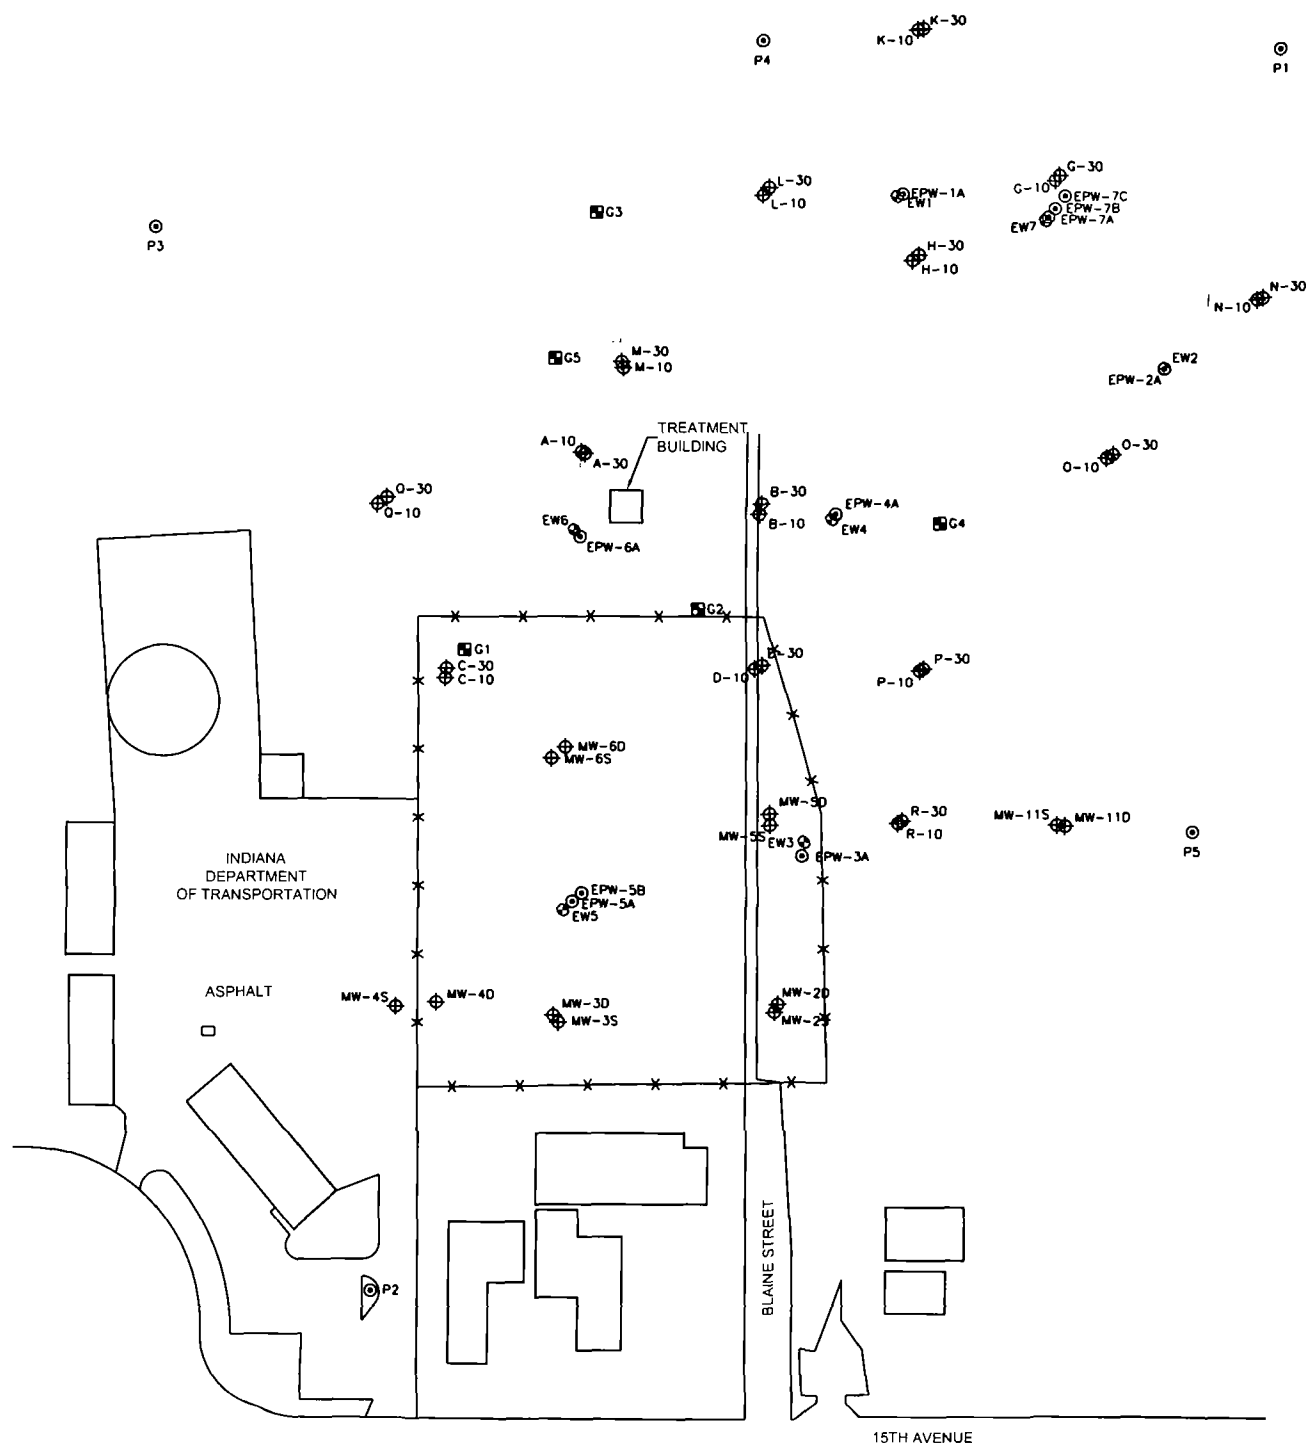 K-30
K-10
P4
P1
G-30
G-10
L-30
L-10
EPW-1A
EW1
EPW-7C
EPW-7B
EPW-7A
EW7
G3
P3
H-30
H-10
N-30
N-10
M-30
M-10
G5
EW2
EPW-2A
TREATMENT
BUILDING
A-10
A-30
O-30
O-10
Q-30
Q-10
B-30
B-10
EPW-4A
EW4
G4
EW6
EPW-6A
G2
G1
C-30
C-10
D-10
P-30
P-10
MW-6D
MW-6S
MW-5D
MW-5S
EW3
EPW-3A
R-30
R-10
MW-11S
MW-11D
P5
INDIANA
DEPARTMENT
OF TRANSPORTATION
EPW-5B
EPW-5A
EW5
ASPHALT
MW-4S
MW-4D
MW-3D
MW-3S
MW-2D
MW-2S
BLAINE STREET
P2
15TH AVENUE